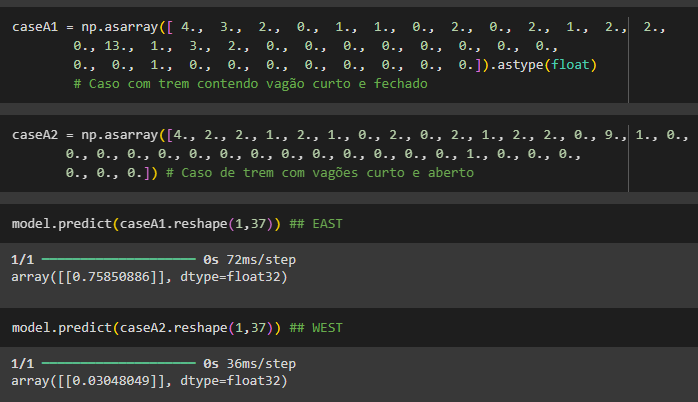 caseA1 = np.asarray([ 4., 3., 2., 0., 1., 1., 0., 2., 0., 2., 1., 2., 2.,
0., 13., 1., 3., 2., 0., 0., 0., 0., 0., 0., 0., 0.,
0., 0., 1., 0., 0., 0., 0., 0., 0., 0., 0.]).astype(float)
# Caso com trem contendo vagão curto e fechado
caseA2 = np.asarray([4., 2., 2., 1., 2., 1., 0., 2., 0., 2., 1., 2., 2., 0., 9., 1., 0.,
0., 0., 0., 0., 0., 0., 0., 0., 0., 0., 0., 0., 0., 1., 0., 0., 0.,
0., 0., 0.]) # Caso de trem com vagões curto e aberto
model.predict(caseA1.reshape(1,37)) ## EAST
1/1 ━━━━━━━━━━━━━━━━━━━━ 0s 72ms/step
array([[0.75850886]], dtype=float32)
model.predict(caseA2.reshape(1,37)) ## WEST
1/1 ━━━━━━━━━━━━━━━━━━━━ 0s 36ms/step
array([[0.03048049]], dtype=float32)